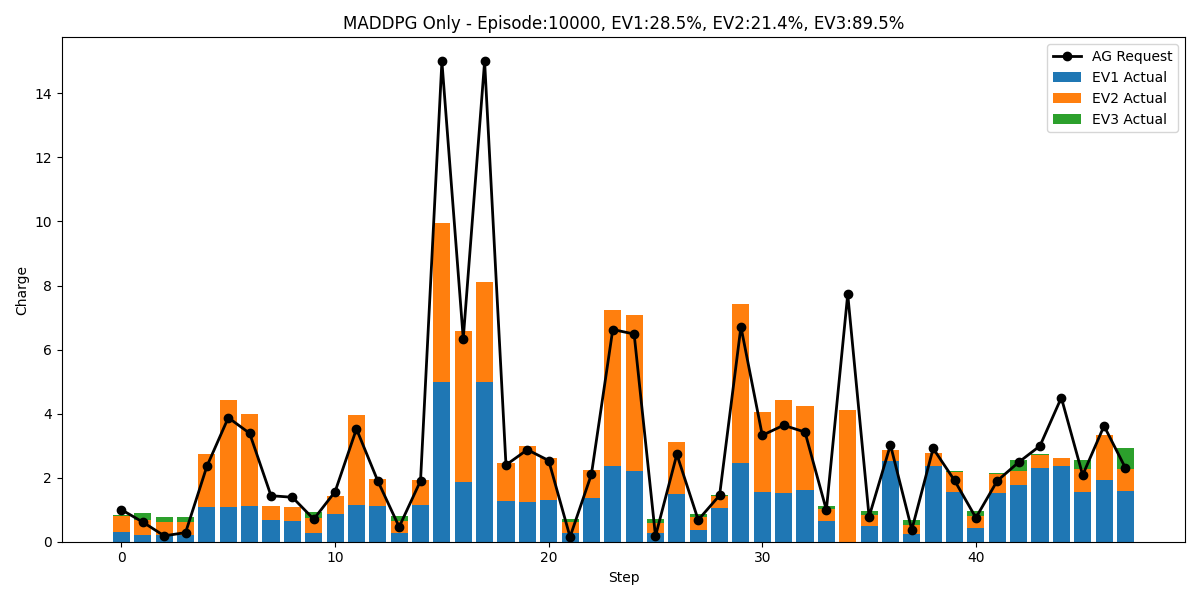 MADDPG Only - Episode:10000, EV1:28.5%, EV2:21.4%, EV3:89.5%
AG Request
EV1 Actual
EV2 Actual
EV3 Actual
Charge
14
12
10
8
6
4
2
0
0 10 20 30 40
Step